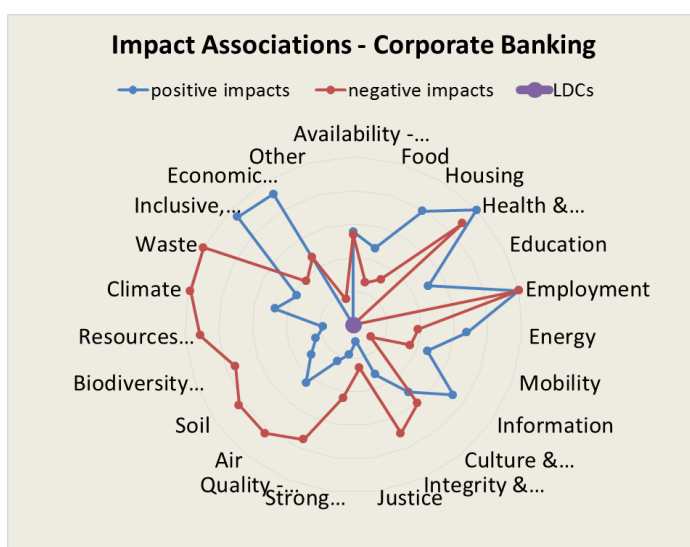 Impact Associations - Corporate Banking
positive impacts
negative impacts
LDCs
Availability -...
Food
Housing
Health &...
Education
Employment
Energy
Mobility
Information
Culture &...
Integrity &...
Justice
Strong...
Quality -...
Air
Soil
Biodiversity...
Resources...
Climate
Waste
Inclusive,...
Economic...
Other